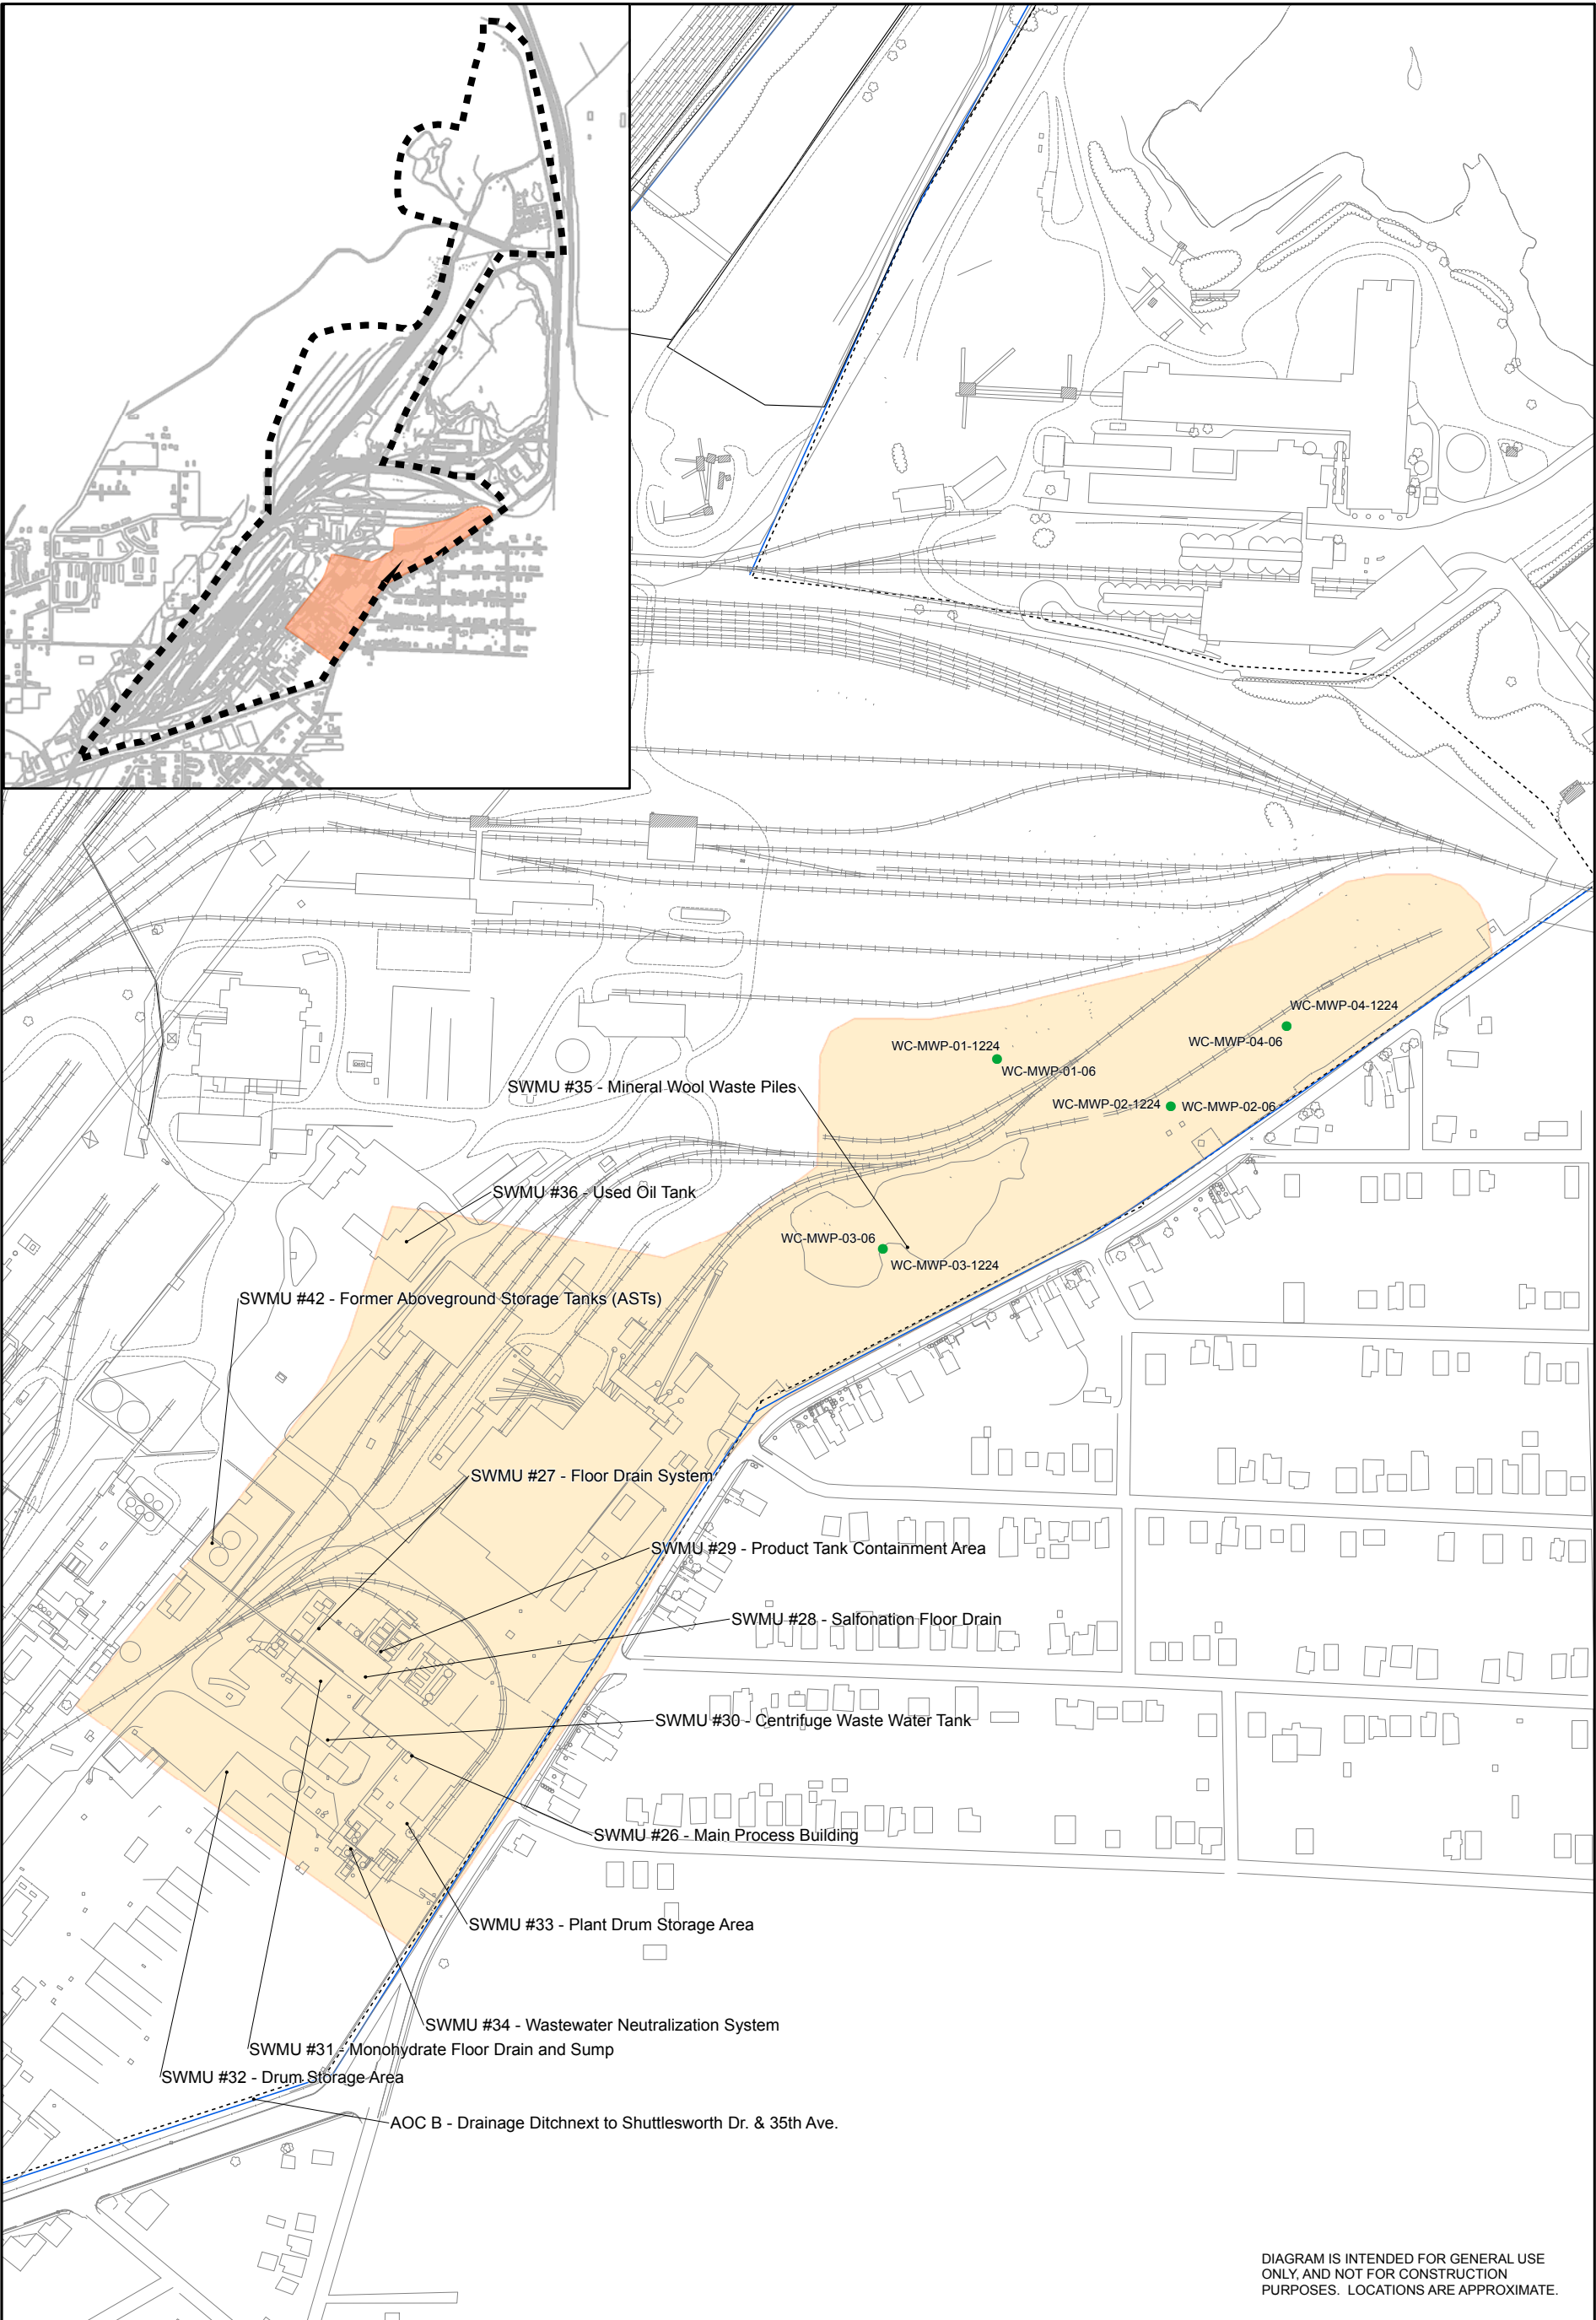 WC-MWP-04-1224
WC-MWP-04-06
WC-MWP-01-1224
WC-MWP-01-06
SWMU #35 - Mineral Wool Waste Piles
WC-MWP-02-1224
WC-MWP-02-06
SWMU #36 - Used Oil Tank
WC-MWP-03-06
WC-MWP-03-1224
SWMU #42 - Former Aboveground Storage Tanks (ASTs)
SWMU #27 - Floor Drain System
SWMU #29 - Product Tank Containment Area
SWMU #28 - Salfonation Floor Drain
SWMU #30 - Centrifuge Waste Water Tank
SWMU #26 - Main Process Building
SWMU #33 - Plant Drum Storage Area
SWMU #34 - Wastewater Neutralization System
SWMU #31 - Monohydrate Floor Drain and Sump
SWMU #32 - Drum Storage Area
AOC B - Drainage Ditchnext to Shuttlesworth Dr. & 35th Ave.
DIAGRAM IS INTENDED FOR GENERAL USE
ONLY, AND NOT FOR CONSTRUCTION
PURPOSES.  LOCATIONS ARE APPROXIMATE.